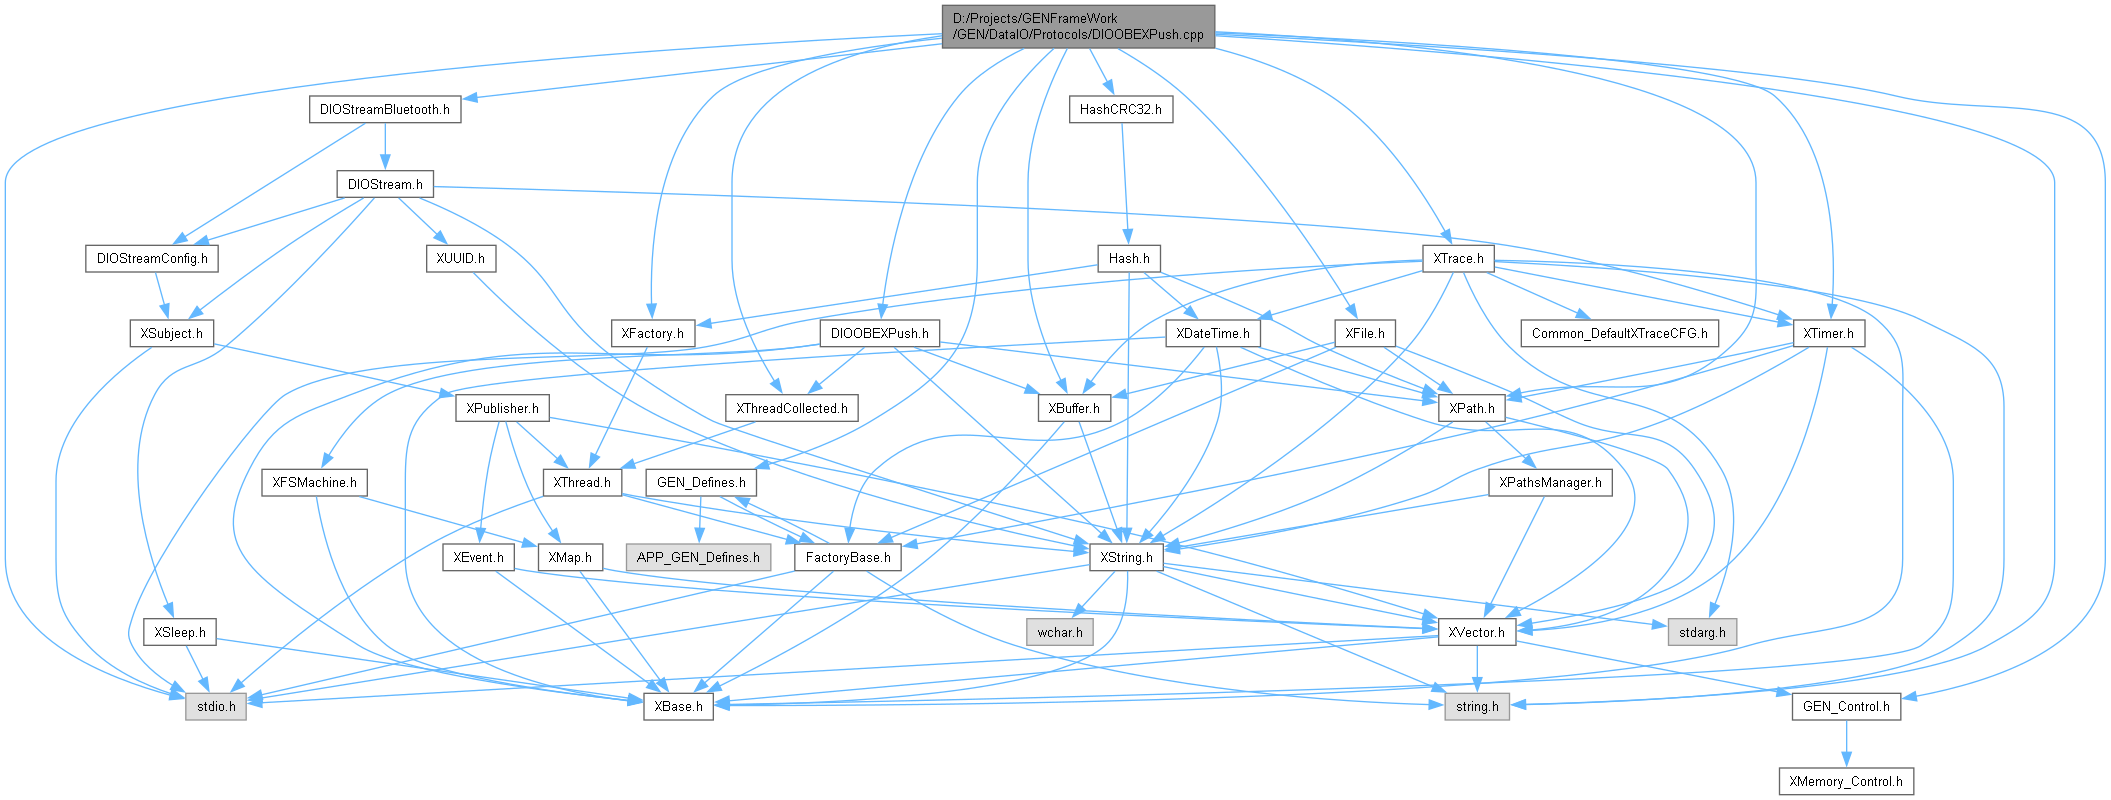 D:/Projects/GENFrameWork
/GEN/DataIO/Protocols/DIOOBEXPush.cpp
DIOStreamBluetooth.h
HashCRC32.h
DIOStream.h
DIOStreamConfig.h
XUUID.h
Hash.h
XTrace.h
XSubject.h
XFactory.h
DIOOBEXPush.h
XDateTime.h
XFile.h
Common_DefaultXTraceCFG.h
XTimer.h
XPublisher.h
XThreadCollected.h
XBuffer.h
XPath.h
XFSMachine.h
XThread.h
GEN_Defines.h
XPathsManager.h
XEvent.h
XMap.h
APP_GEN_Defines.h
FactoryBase.h
XString.h
XSleep.h
wchar.h
XVector.h
stdarg.h
stdio.h
XBase.h
string.h
GEN_Control.h
XMemory_Control.h